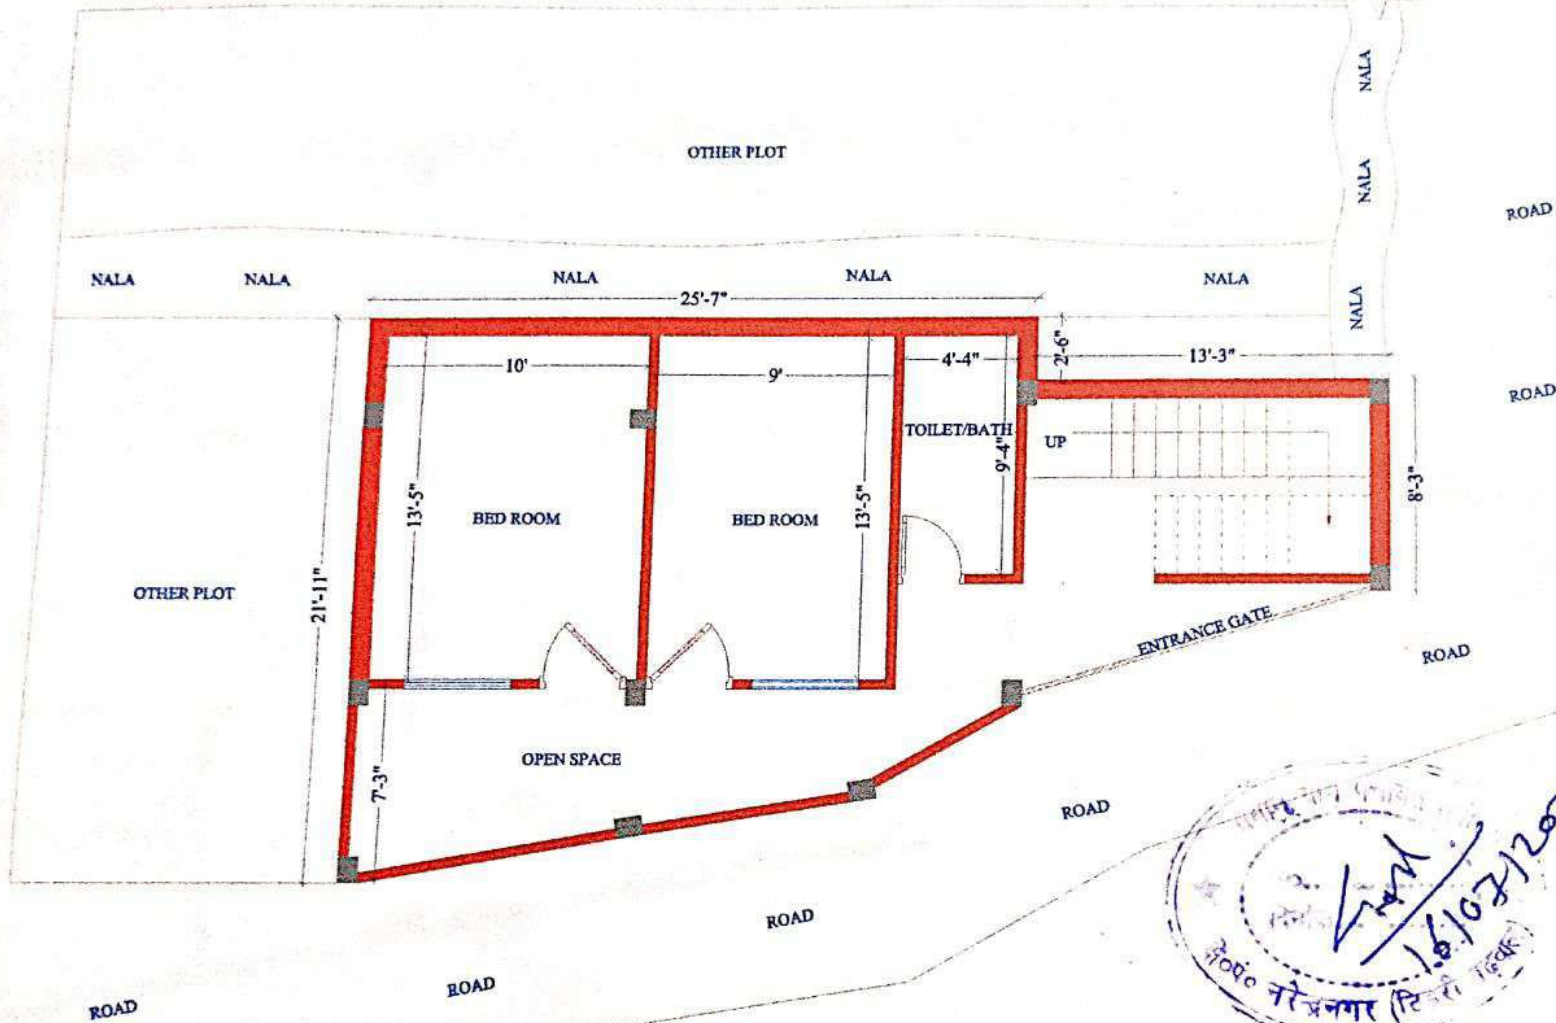 NALA
OTHER PLOT
NALA
ROAD
NALA NALA NALA NALA NALA
25'-7"
NALA
2'-6"
13'-3"
10'
9'
4'-4"
ROAD
TOILET/BATH
UP
9'-4"
8'-3"
13'-5"
BED ROOM
BED ROOM
13'-5"
OTHER PLOT
21'-11"
ENTRANCE GATE
ROAD
OPEN SPACE
7'-3"
ROAD
ROAD
ROAD
ROAD
नरेन्द्रनगर